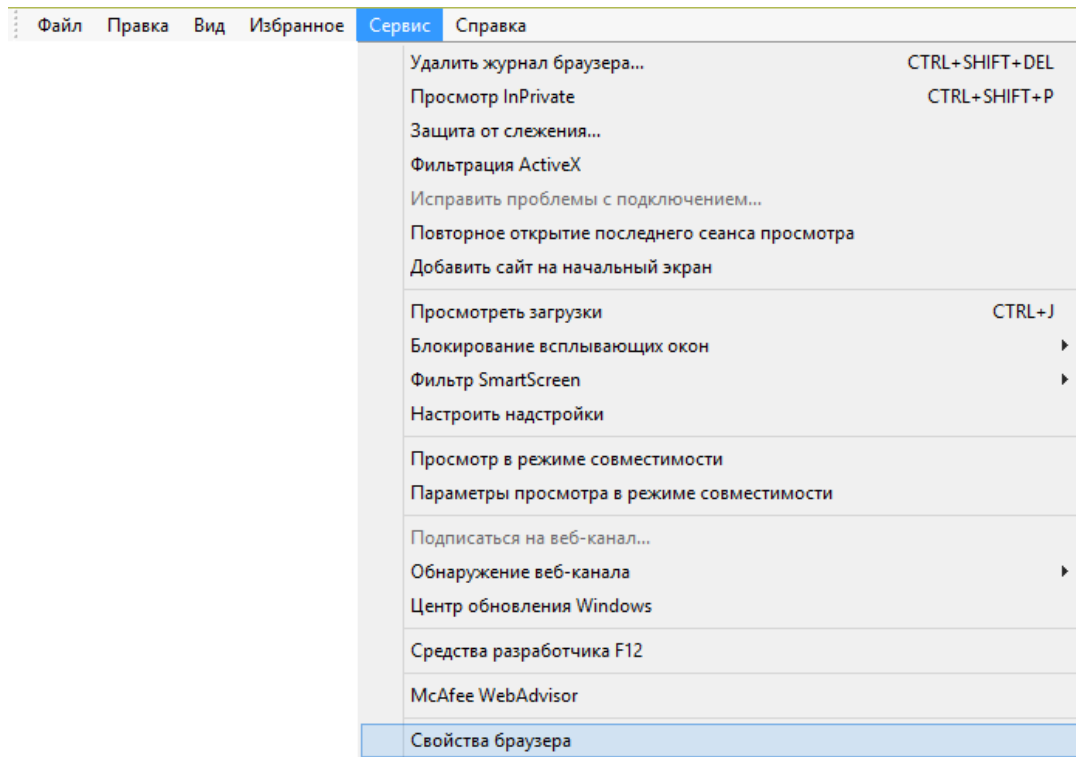 Файл Правка Вид Избранное Сервис Справка
Удалить журнал браузера... CTRL+SHIFT+DEL
Просмотр InPrivate CTRL+SHIFT+P
Защита от слежения...
Фильтрация ActiveX
Исправить проблемы с подключением...
Повторное открытие последнего сеанса просмотра
Добавить сайт на начальный экран
Просмотреть загрузки CTRL+J
Блокирование всплывающих окон
Фильтр SmartScreen
Настроить надстройки
Просмотр в режиме совместимости
Параметры просмотра в режиме совместимости
Подписаться на веб-канал...
Обнаружение веб-канала
Центр обновления Windows
Средства разработчика F12
McAfee WebAdvisor
Свойства браузера